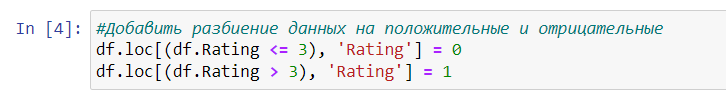 In [4]: #Добавить разбиение данных на положительные и отрицательные
df.loc[(df.Rating <= 3), 'Rating'] = 0
df.loc[(df.Rating > 3), 'Rating'] = 1